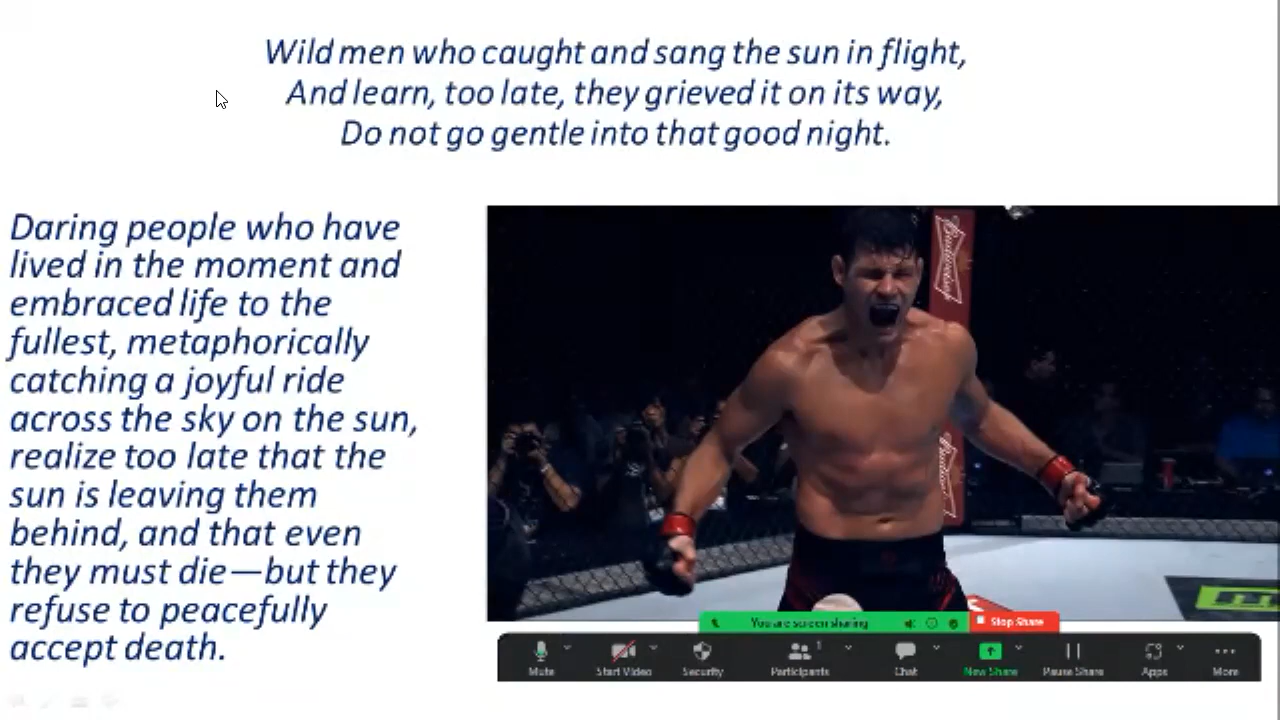 Wild men who caught and sang the sun in flight,
And learn, too late, they grieved it on its way,
Do not go gentle into that good night.
Daring people who have
lived in the moment and
embraced life to the
fullest, metaphorically
catching a joyful ride
across the sky on the sun,
realize too late that the
sun is leaving them
behind, and that even
they must die—but they
refuse to peacefully
accept death.
Budweiser
Budweiser
You are screen sharing
Stop Share
1
Mute
Start Video
Security
Participants
Chat
New Share
Pause Share
Apps
More